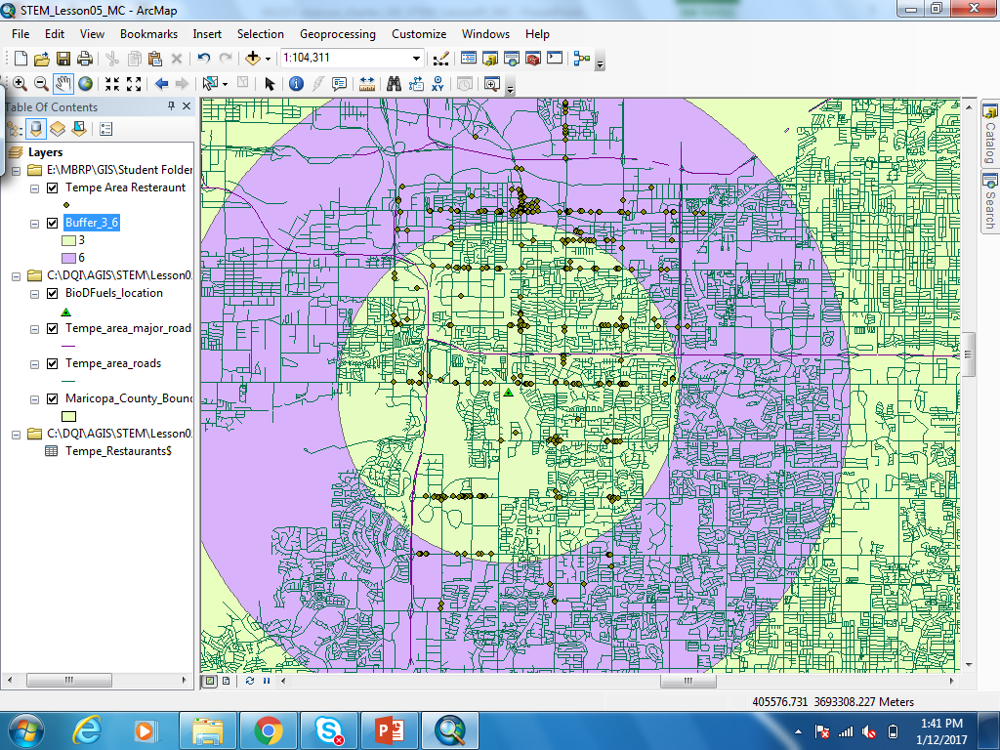 STEM_Lesson05_MC - ArcMap
File Edit View Bookmarks Insert Selection Geoprocessing Customize Windows Help
1:104,311
Table Of Contents
Layers
E:\MBRP\GIS\Student Folder
Tempe Area Resteraunt
Buffer_3_6
3
6
C:\DQI\AGIS\STEM\Lesson0
BioDFuels_location
Tempe_area_major_road
Tempe_area_roads
Maricopa_County_Bounc
C:\DQI\AGIS\STEM\Lesson0
Tempe_Restaurants$
Catalog
Search
405576.731 3693308.227 Meters
1:41 PM
1/12/2017